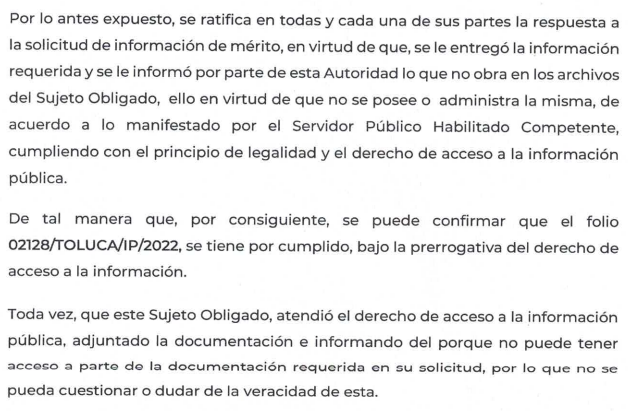 Por lo antes expuesto, se ratifica en todas y cada una de sus partes la respuesta a
la solicitud de información de mérito, en virtud de que, se le entregó la información
requerida y se le informó por parte de esta Autoridad lo que no obra en los archivos
del Sujeto Obligado, ello en virtud de que no se posee o administra la misma, de
acuerdo a lo manifestado por el Servidor Público Habilitado Competente,
cumpliendo con el principio de legalidad y el derecho de acceso a la información
pública.
De tal manera que, por consiguiente, se puede confirmar que el folio
02128/TOLUCA/IP/2022, se tiene por cumplido, bajo la prerrogativa del derecho de
acceso a la información.
Toda vez, que este Sujeto Obligado, atendió el derecho de acceso a la información
pública, adjuntado la documentación e informando del porque no puede tener
acceso a parte de la documentación requerida en su solicitud, por lo que no se
pueda cuestionar o dudar de la veracidad de esta.